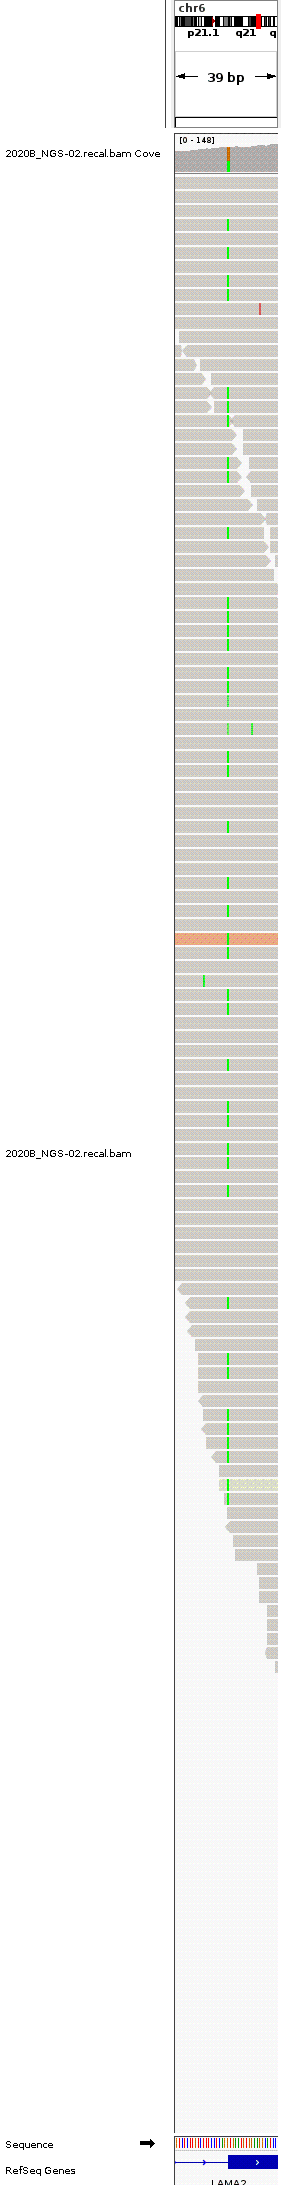 chr6
p21.1 q21 q
39 bp
[0 - 148]
2020B_NGS-02.recal.bam Cove
2020B_NGS-02.recal.bam
Sequence
RefSeq Genes
LAMA2